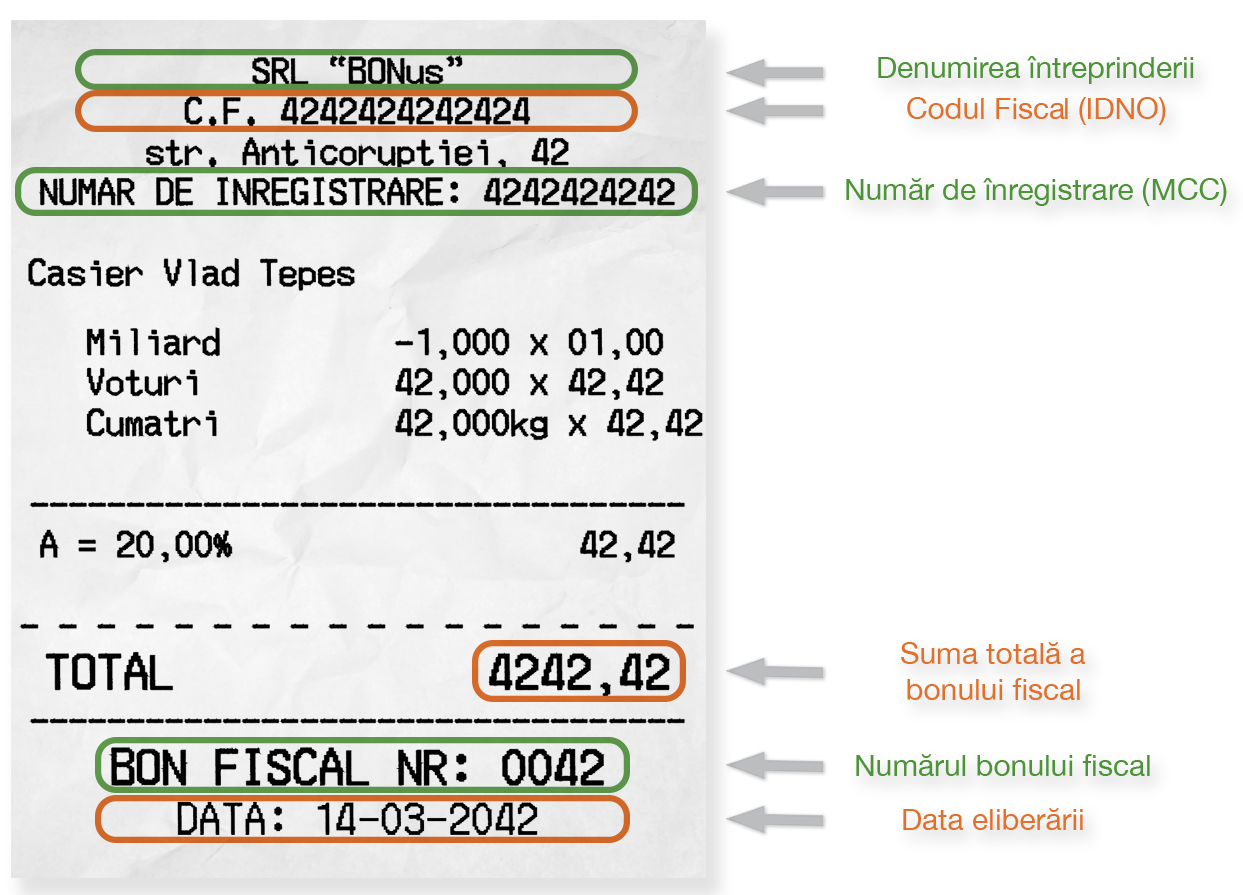 SRL “BONus”
C.F. 4242424242424
str. Anticoruptiei, 42
NUMAR DE INREGISTRARE: 4242424242
Casier Vlad Tepes
Miliard -1,000 x 01,00
Voturi 42,000 x 42,42
Cumatri 42,000kg x 42,42
A = 20,00% 42,42
TOTAL 4242,42
BON FISCAL NR: 0042
DATA: 14-03-2042
Denumirea întreprinderii
Codul Fiscal (IDNO)
Număr de înregistrare (MCC)
Suma totală a
bonului fiscal
Numărul bonului fiscal
Data eliberării